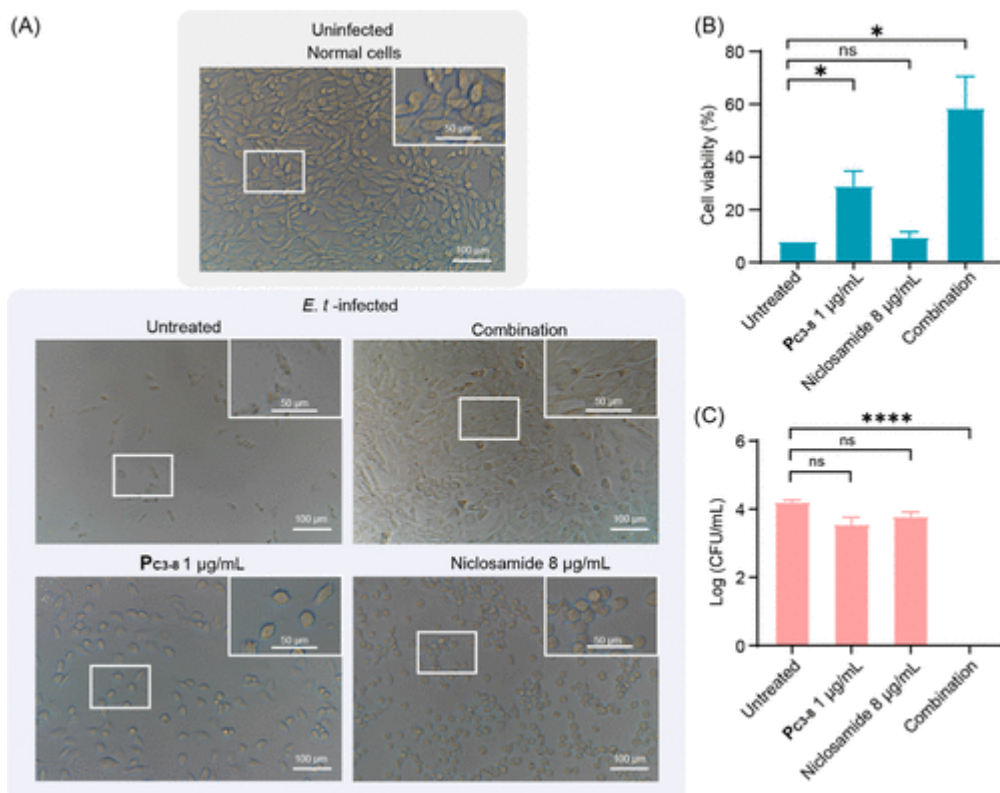 (A)
Uninfected
Normal cells
50 µm
100 µm
E. t -infected
Untreated
50 µm
100 µm
Combination
50 µm
100 µm
Pc3-8 1 µg/mL
50 µm
100 µm
Niclosamide 8 µg/mL
50 µm
100 µm
(B)
*
ns
*
80
60
40
20
0
Cell viability (%)
Untreated
Pc3-8 1 µg/mL
Niclosamide 8 µg/mL
Combination
(C)
****
ns
ns
6
4
2
0
Log (CFU/mL)
Untreated
Pc3-8 1 µg/mL
Niclosamide 8 µg/mL
Combination